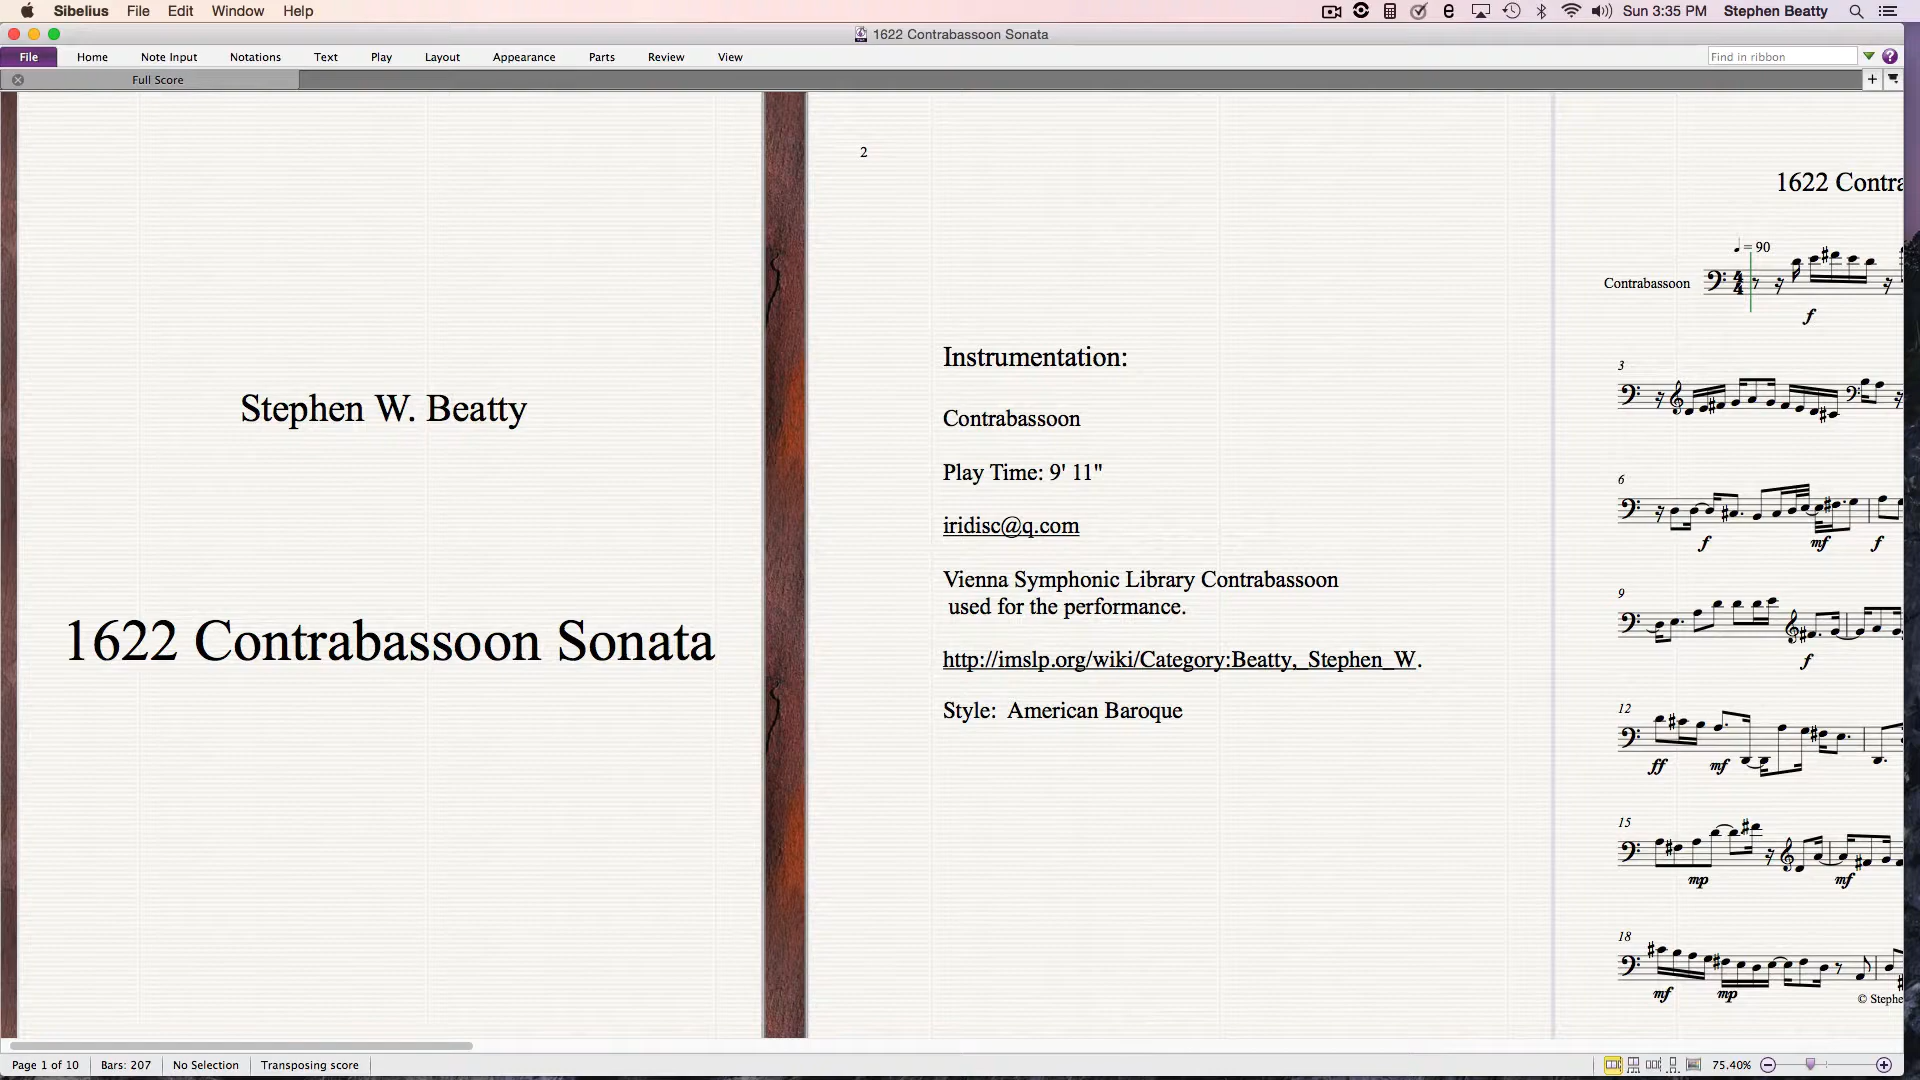 Sibelius File Edit Window Help
Sun 3:35 PM Stephen Beatty
1622 Contrabassoon Sonata
File Home Note Input Notations Text Play Layout Appearance Parts Review View
Find in ribbon
Full Score
Stephen W. Beatty
1622 Contrabassoon Sonata
2
Instrumentation:
Contrabassoon
Play Time: 9' 11"
iridisc@q.com
Vienna Symphonic Library Contrabassoon
used for the performance.
http://imslp.org/wiki/Category:Beatty,_Stephen_W.
Style: American Baroque
1622 Contra
= 90
Contrabassoon
f
3
6
f mf f
9
f
12
ff mf
15
mp mf
18
mf mp
© Stephe
Page 1 of 10 Bars: 207 No Selection Transposing score
75.40%